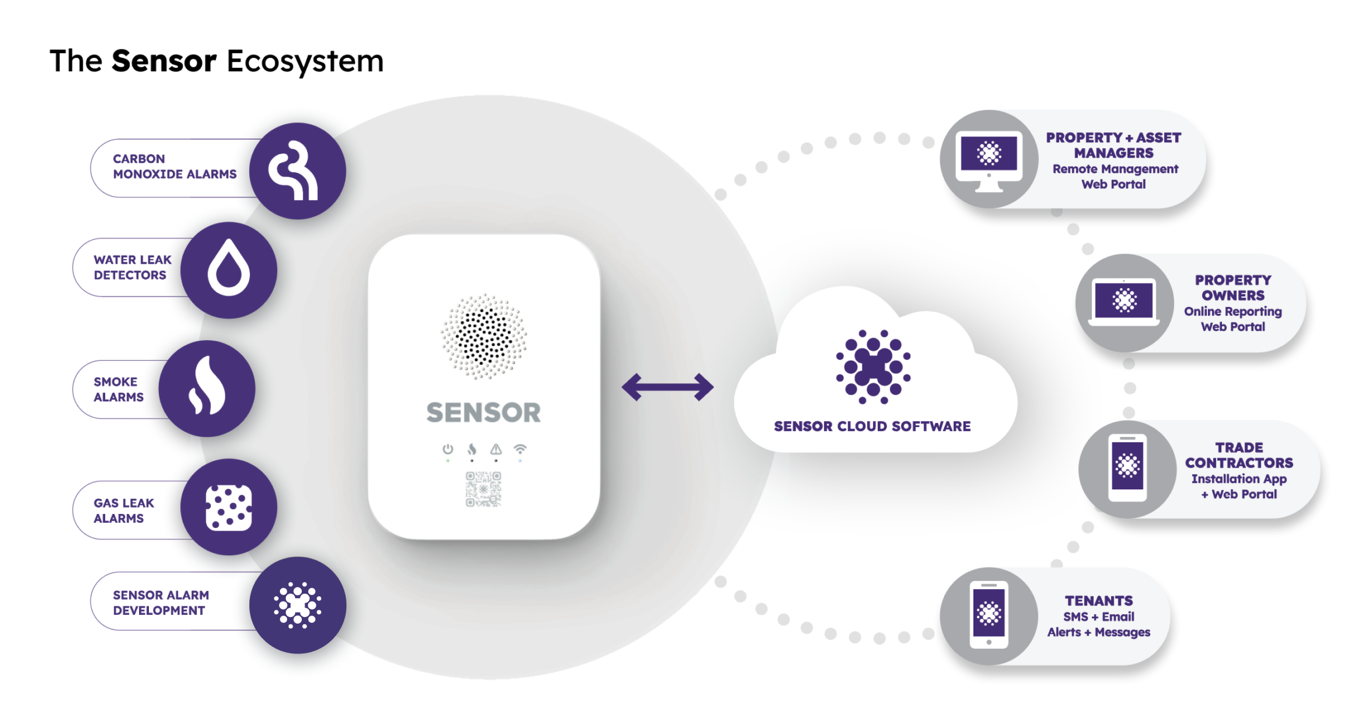 The Sensor Ecosystem
CARBON
MONOXIDE ALARMS
WATER LEAK
DETECTORS
SMOKE
ALARMS
GAS LEAK
ALARMS
SENSOR ALARM
DEVELOPMENT
SENSOR
SENSOR CLOUD SOFTWARE
PROPERTY + ASSET
MANAGERS
Remote Management
Web Portal
PROPERTY
OWNERS
Online Reporting
Web Portal
TRADE
CONTRACTORS
Installation App
+ Web Portal
TENANTS
SMS + Email
Alerts + Messages